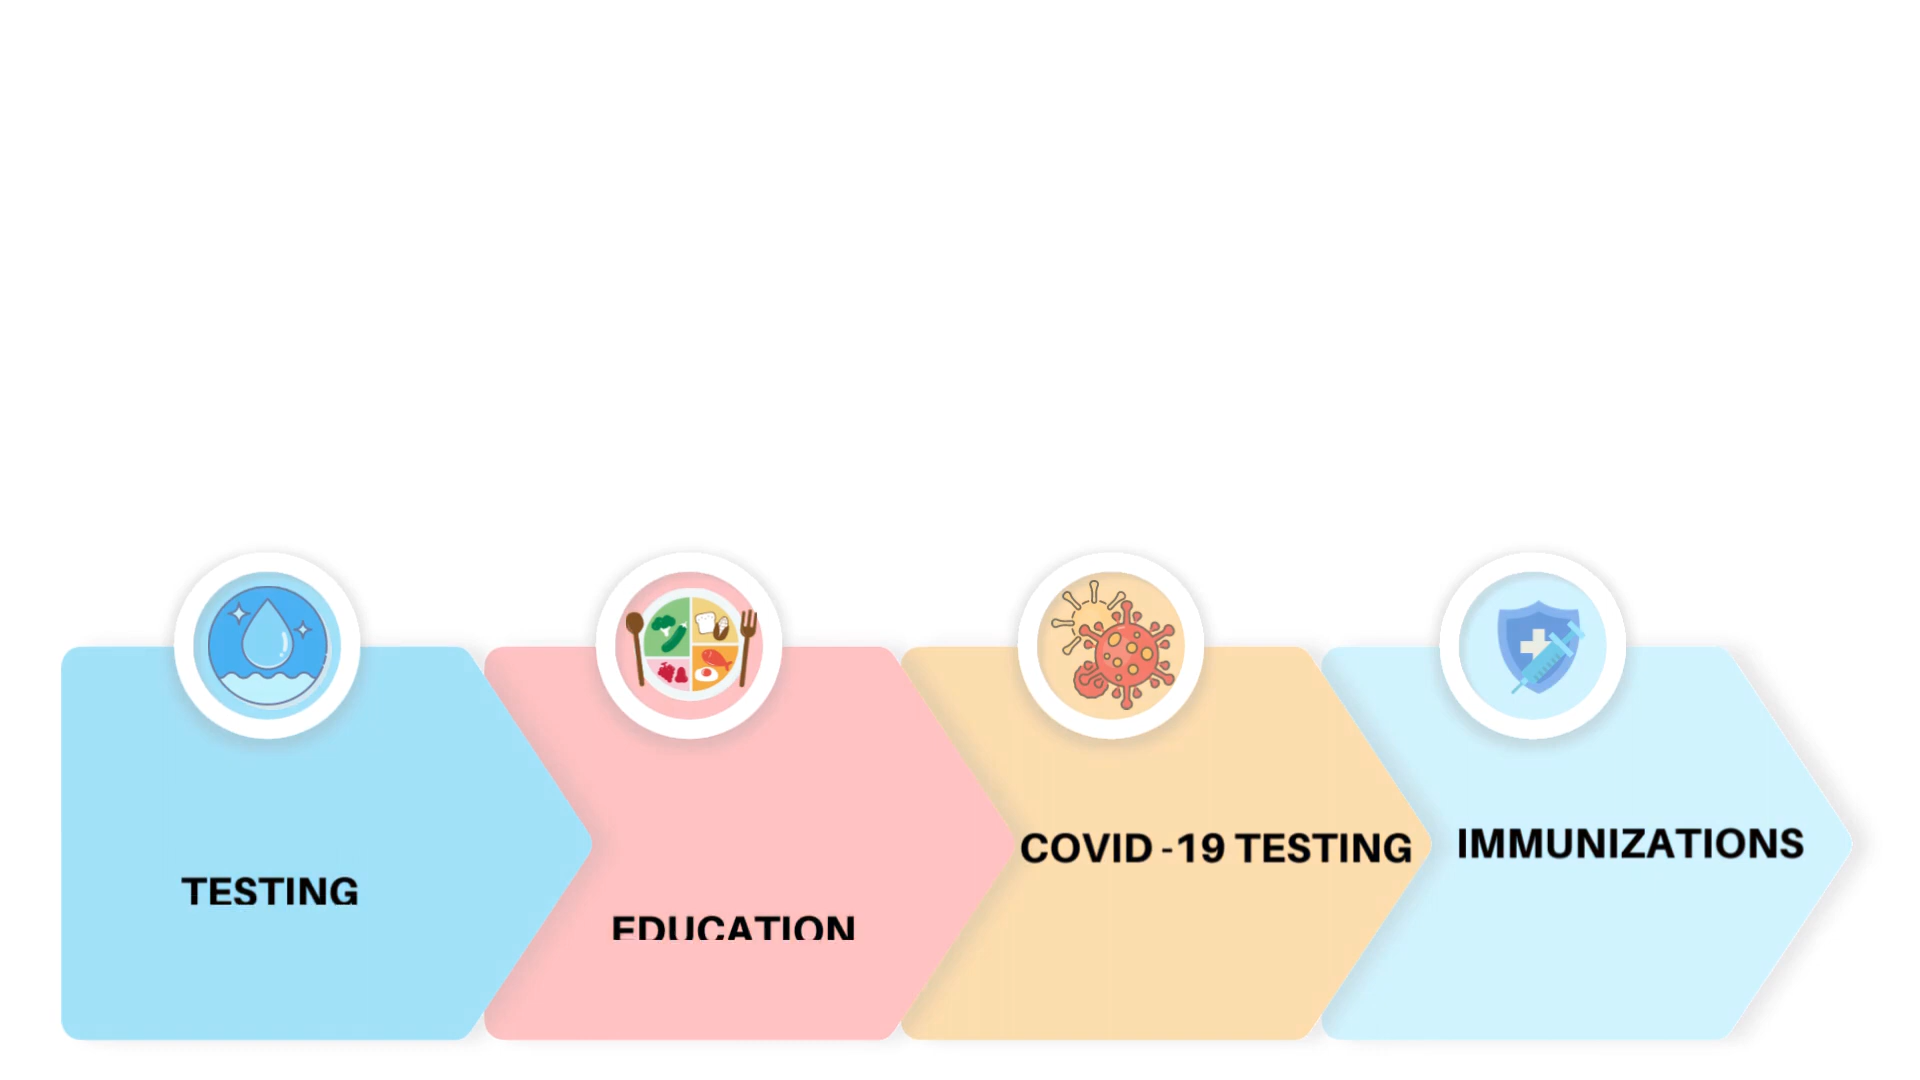 TESTING
EDUCATION
COVID -19 TESTING
IMMUNIZATIONS